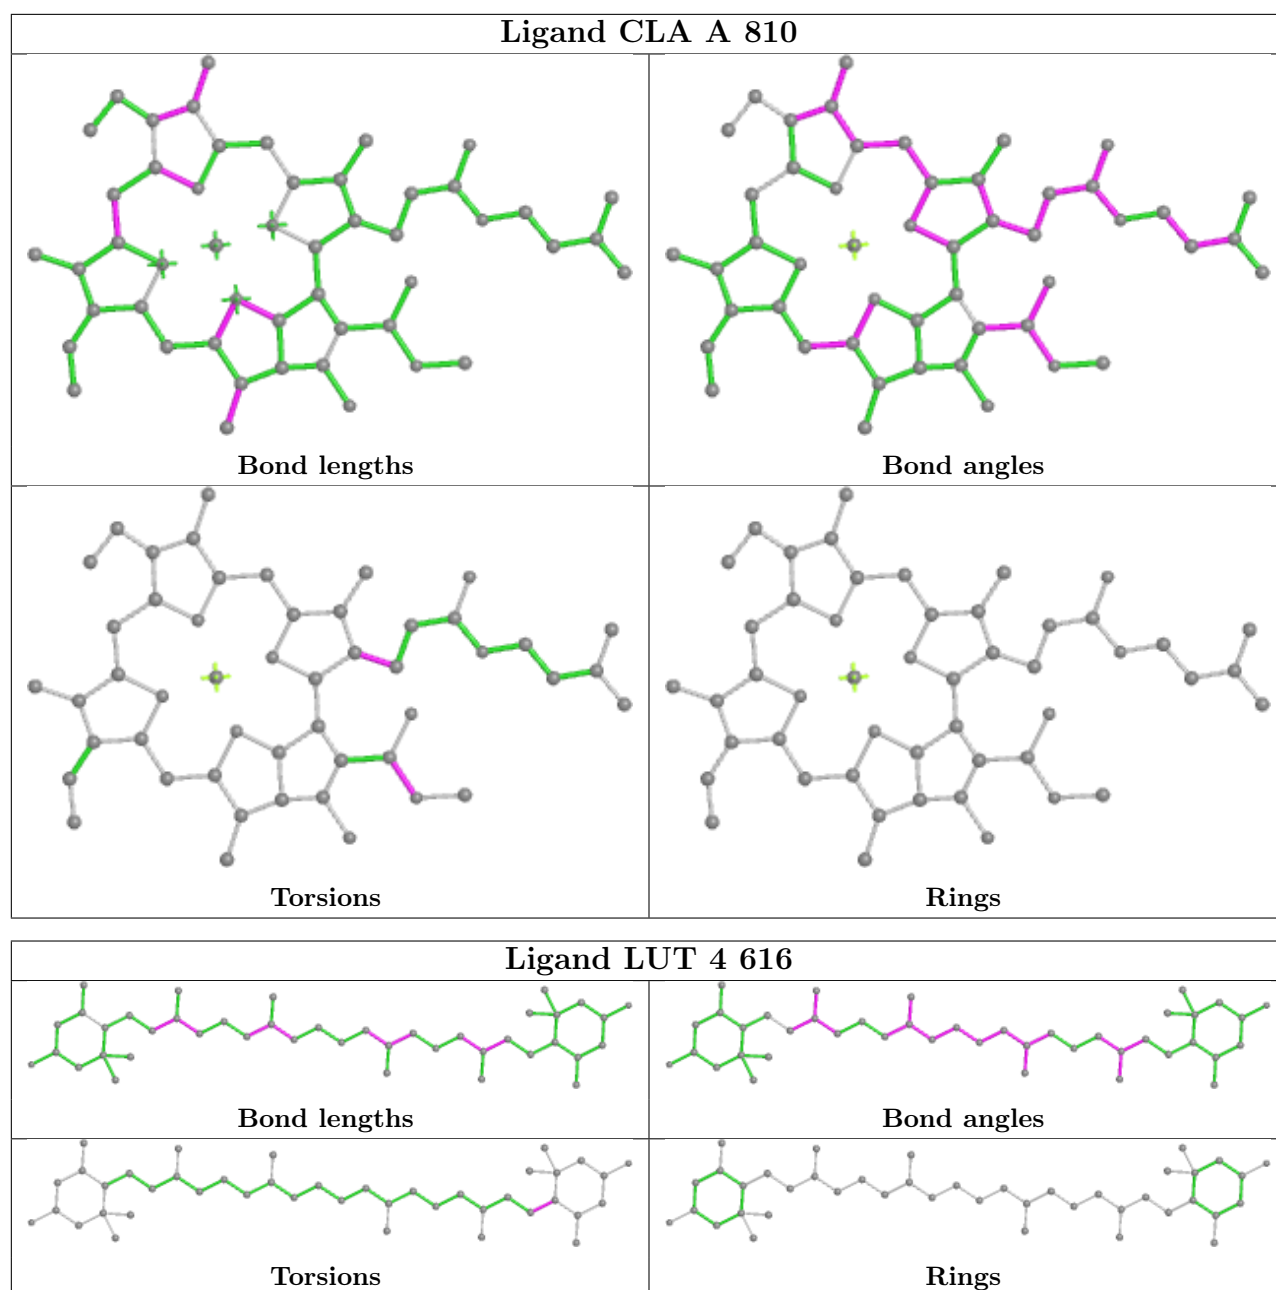 Ligand CLA A 810
Bond lengths
Bond angles
Torsions
Rings
Ligand LUT 4 616
Bond lengths
Bond angles
Torsions
Rings